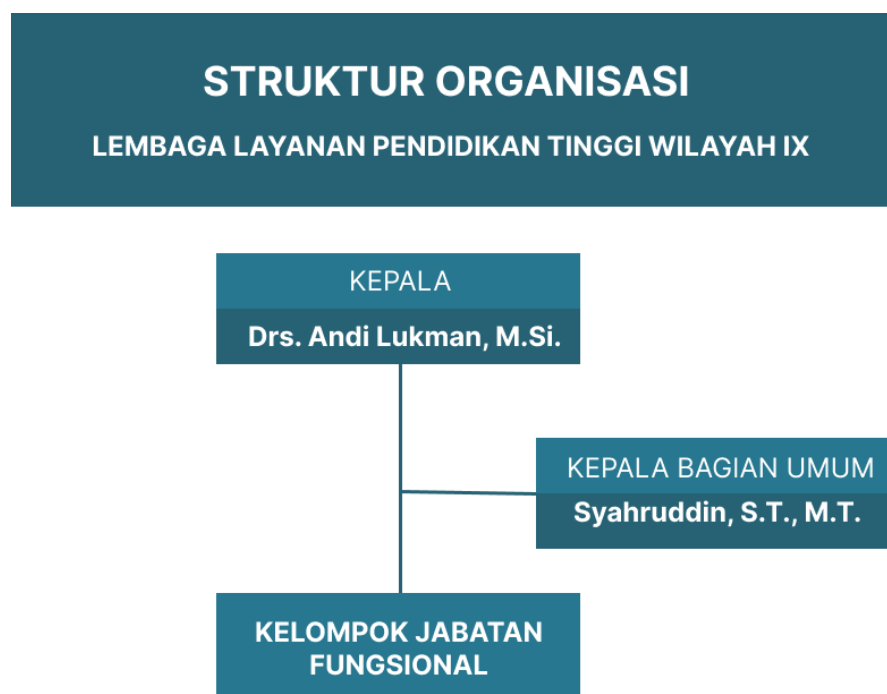 STRUKTUR ORGANISASI
LEMBAGA LAYANAN PENDIDIKAN TINGGI WILAYAH IX
KEPALA
Drs. Andi Lukman, M.Si.
KEPALA BAGIAN UMUM
Syahruddin, S.T., M.T.
KELOMPOK JABATAN
FUNGSIONAL